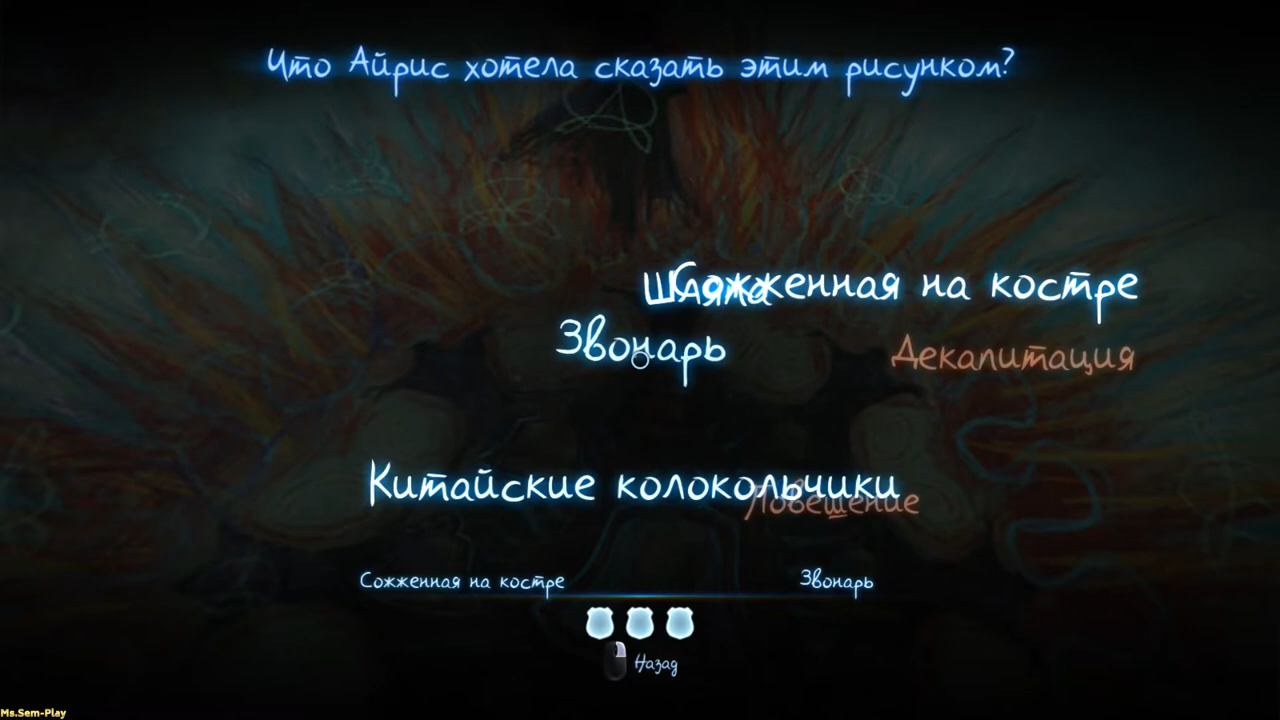 Что Айрис хотела сказать этим рисунком?
Сожженная на костре
Звонарь
Декапитация
Китайские колокольчики
Повешение
Сожженная на костре
Звонарь
Назад
Ms.Sem-Play